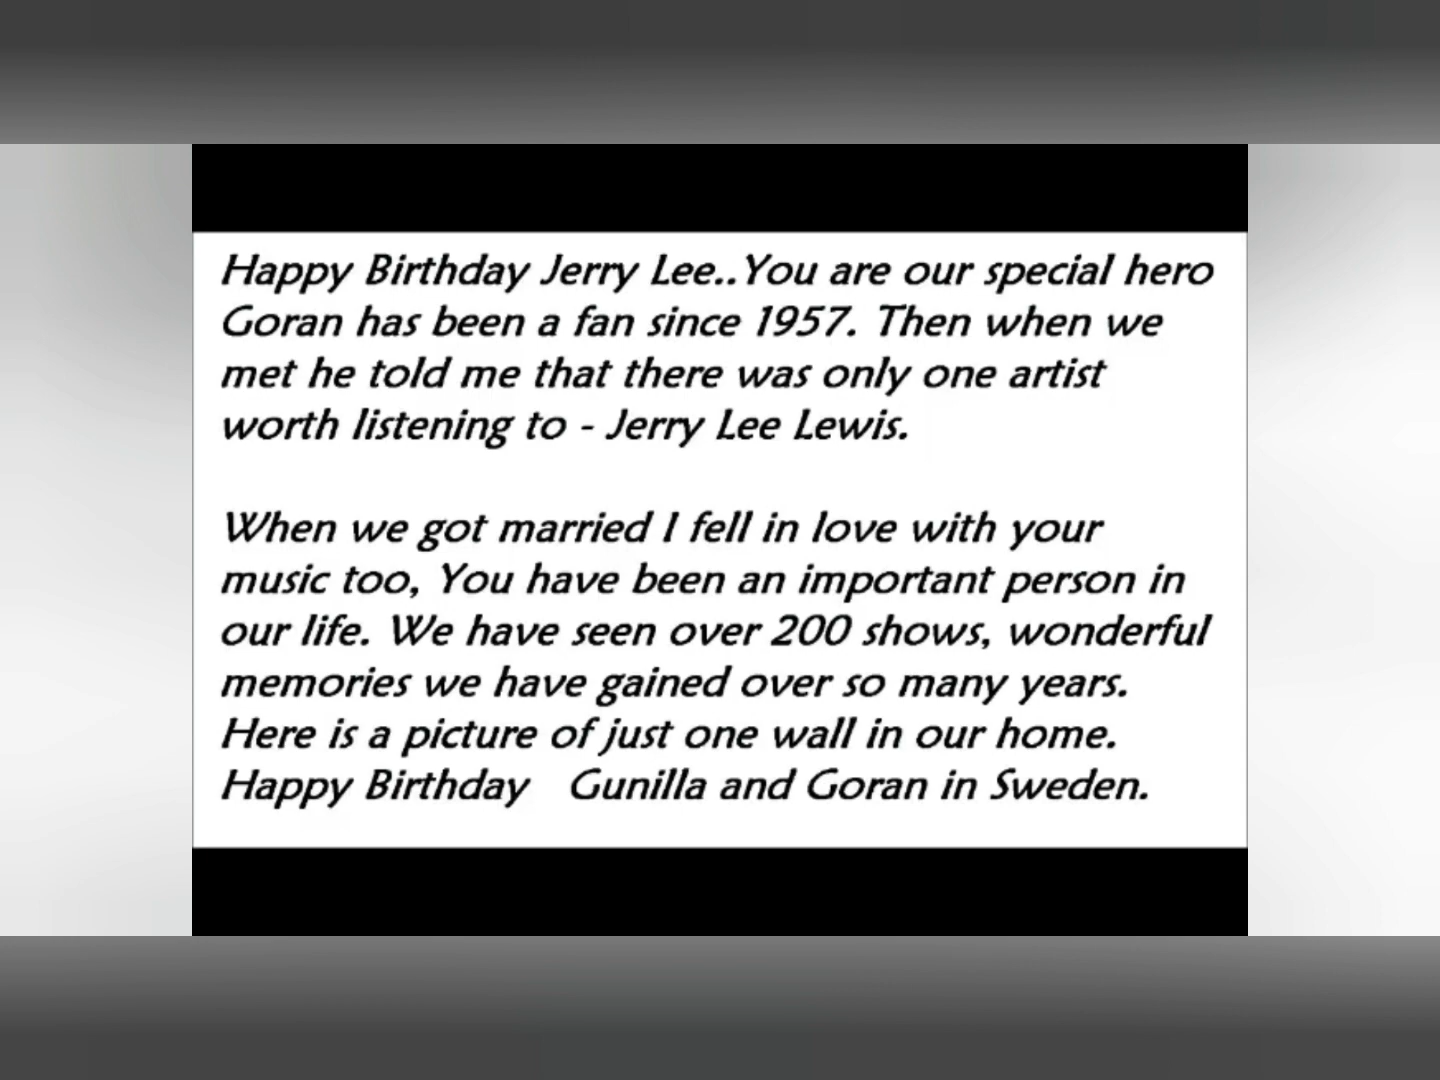 Happy Birthday Jerry Lee..You are our special hero
Goran has been a fan since 1957. Then when we
met he told me that there was only one artist
worth listening to - Jerry Lee Lewis.
When we got married I fell in love with your
music too, You have been an important person in
our life. We have seen over 200 shows, wonderful
memories we have gained over so many years.
Here is a picture of just one wall in our home.
Happy Birthday   Gunilla and Goran in Sweden.